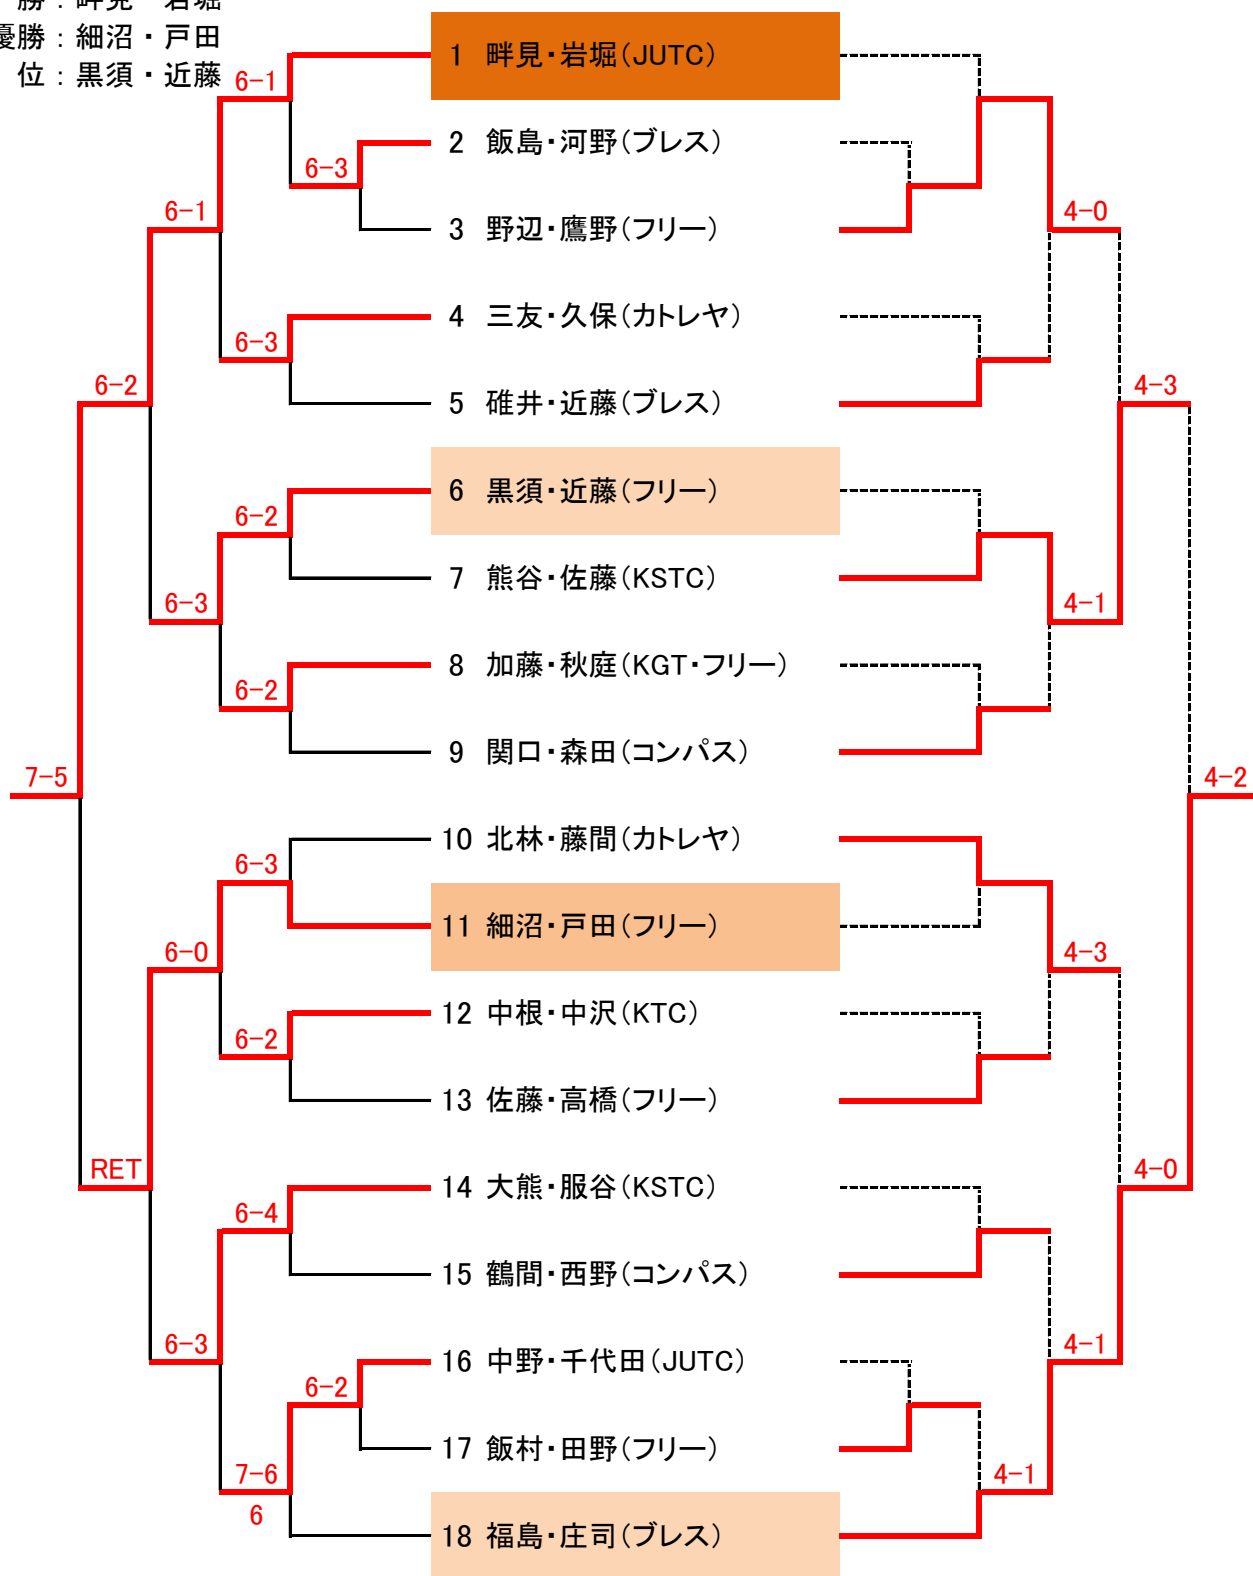 勝：畔見・岩堀
優勝：細沼・戸田
位：黒須・近藤
6-1
1 畔見・岩堀(JUTC)
2 飯島・河野(ブレス)
6-3
6-1
3 野辺・鷹野(フリー)
4-0
4 三友・久保(カトレヤ)
6-3
6-2
4-3
5 碓井・近藤(ブレス)
6 黒須・近藤(フリー)
6-2
7 熊谷・佐藤(KSTC)
6-3
4-1
8 加藤・秋庭(KGT・フリー)
6-2
9 関口・森田(コンパス)
7-5
4-2
10 北林・藤間(カトレヤ)
6-3
11 細沼・戸田(フリー)
6-0
4-3
12 中根・中沢(KTC)
6-2
13 佐藤・高橋(フリー)
RET
4-0
14 大熊・服谷(KSTC)
6-4
15 鶴間・西野(コンパス)
6-3
4-1
16 中野・千代田(JUTC)
6-2
17 飯村・田野(フリー)
7-6
4-1
6
18 福島・庄司(ブレス)